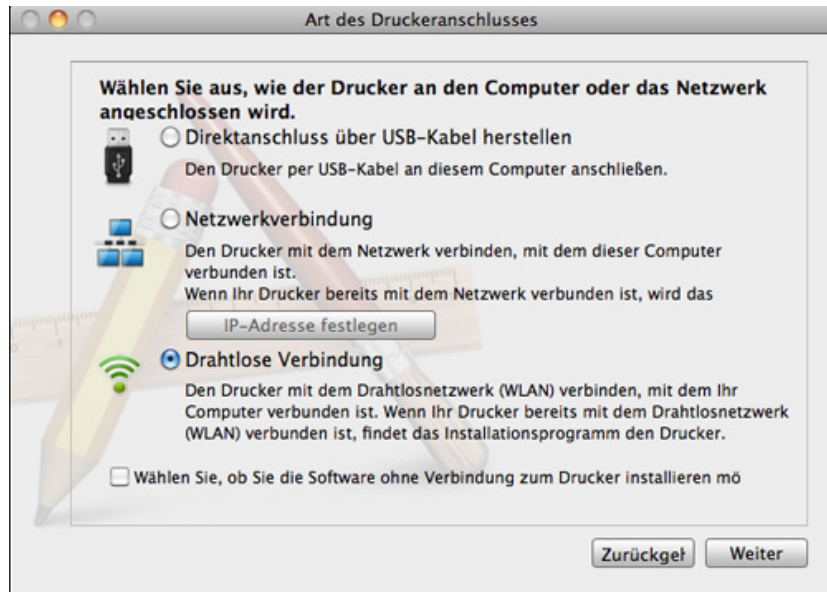 Art des Druckeranschlusses
Wählen Sie aus, wie der Drucker an den Computer oder das Netzwerk
angeschlossen wird.
Direktanschluss über USB-Kabel herstellen
Den Drucker per USB-Kabel an diesem Computer anschließen.
Netzwerkverbindung
Den Drucker mit dem Netzwerk verbinden, mit dem dieser Computer
verbunden ist.
Wenn Ihr Drucker bereits mit dem Netzwerk verbunden ist, wird das
IP-Adresse festlegen
Drahtlose Verbindung
Den Drucker mit dem Drahtlosnetzwerk (WLAN) verbinden, mit dem Ihr
Computer verbunden ist. Wenn Ihr Drucker bereits mit dem Drahtlosnetzwerk
(WLAN) verbunden ist, findet das Installationsprogramm den Drucker.
Wählen Sie, ob Sie die Software ohne Verbindung zum Drucker installieren mö
Zurückgeh
Weiter